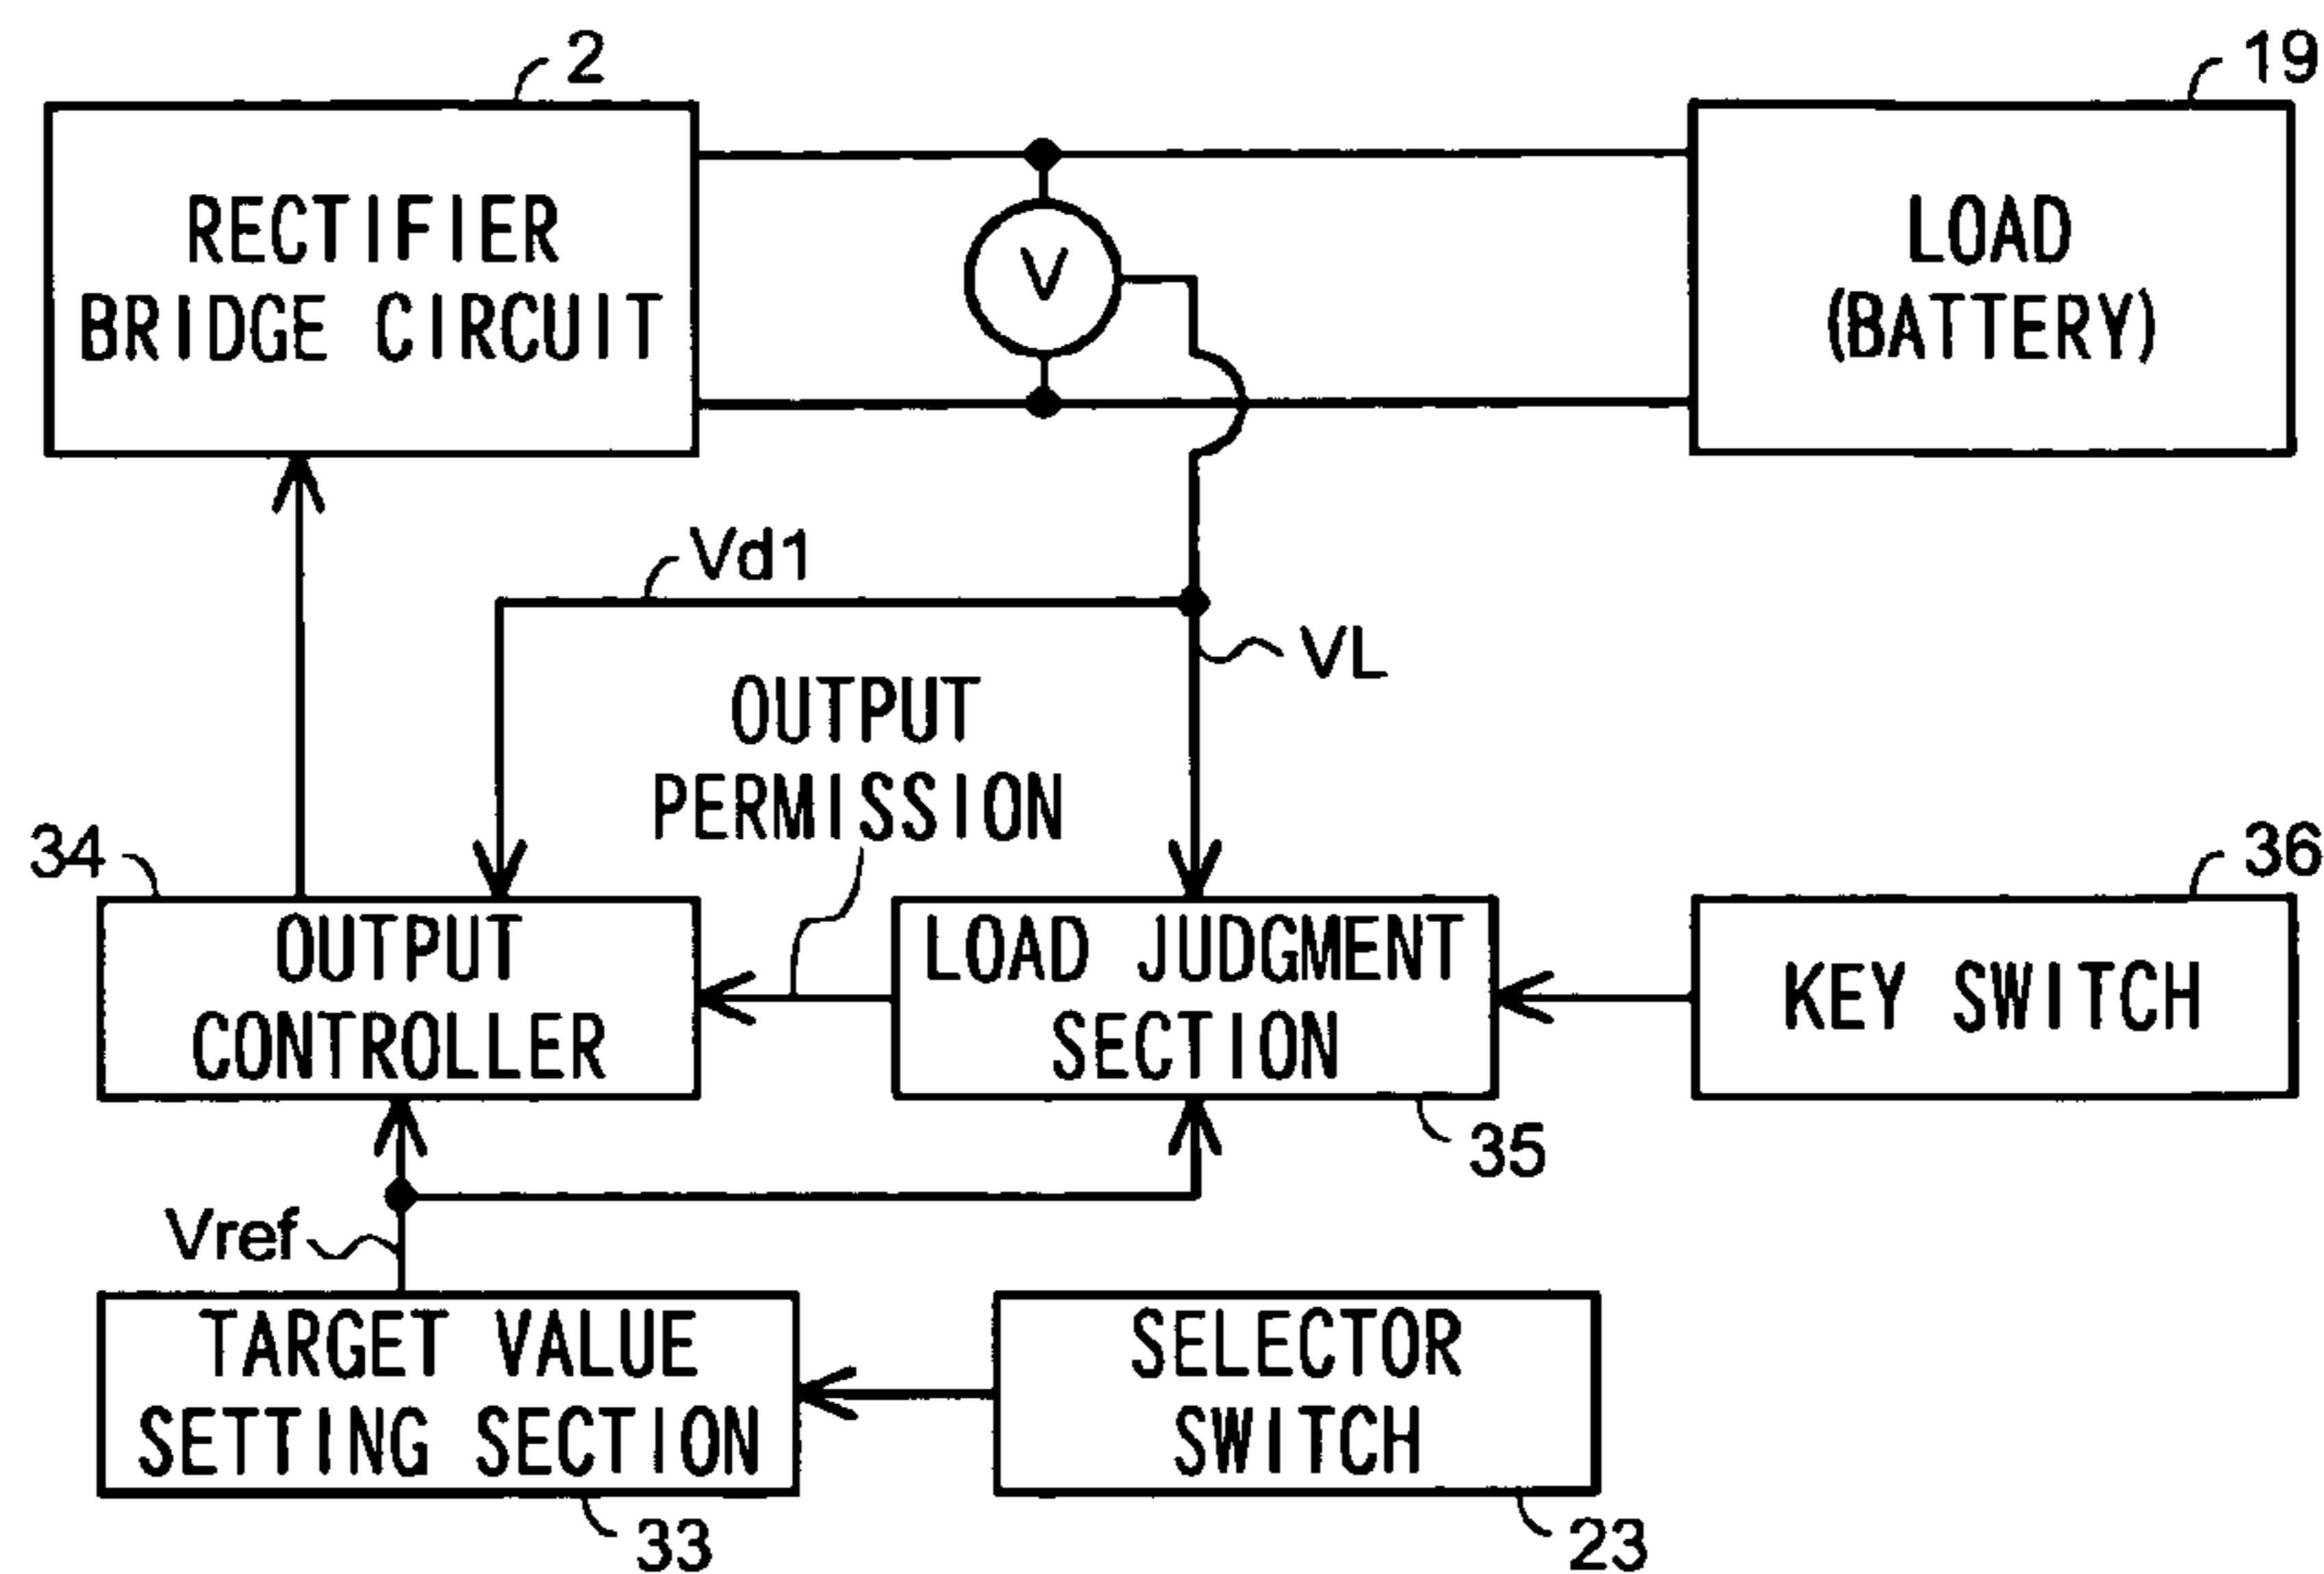 2
19
RECTIFIER
BRIDGE CIRCUIT
V
LOAD
(BATTERY)
Vd1
VL
OUTPUT
PERMISSION
34
36
OUTPUT
CONTROLLER
LOAD JUDGMENT
SECTION
KEY SWITCH
35
Vref
TARGET VALUE
SETTING SECTION
SELECTOR
SWITCH
33
23